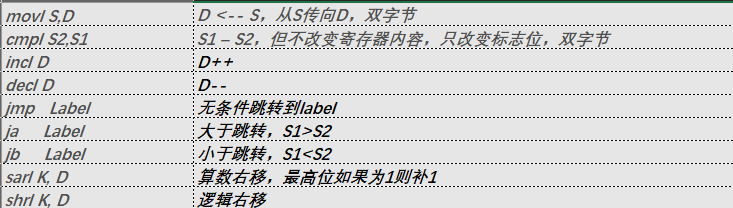 movl S,D D <-- S，从S传向D，双字节
cmpl S2,S1 S1 – S2，但不改变寄存器内容，只改变标志位，双字节
incl D D++
decl D D--
jmp Label 无条件跳转到label
ja Label 大于跳转，S1>S2
jb Label 小于跳转，S1<S2
sarl K, D 算数右移，最高位如果为1则补1
shrl K, D 逻辑右移